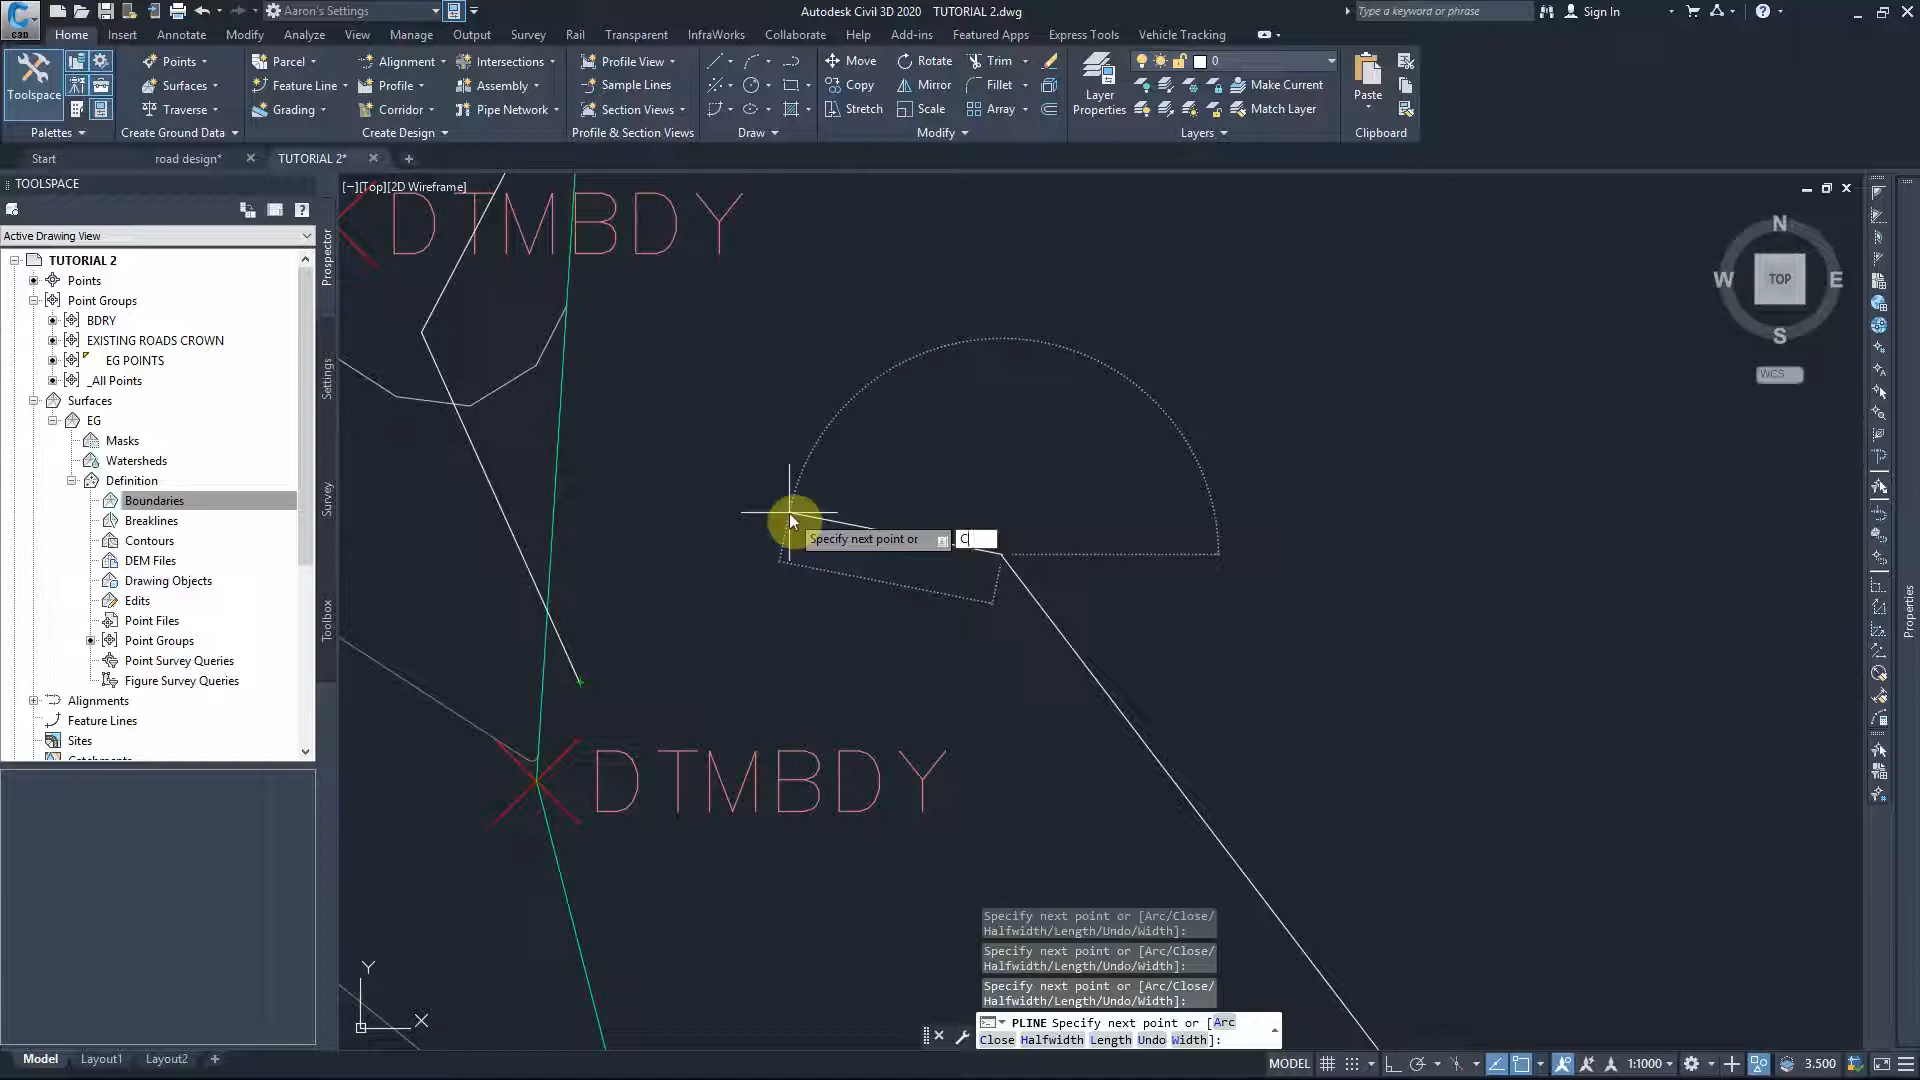 Aaron's Settings
Autodesk Civil 3D 2020 TUTORIAL 2.dwg
Type a keyword or phrase
Sign In
C3D
Home Insert Annotate Modify Analyze View Manage Output Survey Rail Transparent InfraWorks Collaborate Help Add-ins Featured Apps Express Tools Vehicle Tracking
Toolspace
Points
Surfaces
Traverse
Parcel
Feature Line
Grading
Alignment
Profile
Corridor
Intersections
Assembly
Pipe Network
Profile View
Sample Lines
Section Views
Move Rotate Trim
Copy Mirror Fillet
Stretch Scale Array
Layer Properties
0
Make Current
Match Layer
Paste
Palettes Create Ground Data Create Design Profile & Section Views Draw Modify Layers Clipboard
Start road design* TUTORIAL 2*
TOOLSPACE
Active Drawing View
TUTORIAL 2
Points
Point Groups
BDRY
EXISTING ROADS CROWN
EG POINTS
_All Points
Surfaces
EG
Masks
Watersheds
Definition
Boundaries
Breaklines
Contours
DEM Files
Drawing Objects
Edits
Point Files
Point Groups
Point Survey Queries
Figure Survey Queries
Alignments
Feature Lines
Sites
Prospector
Settings
Survey
Toolbox
[−][Top][2D Wireframe]
DTMBDY
N
W TOP E
S
WCS
Specify next point or C
DTMBDY
Properties
Specify next point or [Arc/Close/
Halfwidth/Length/Undo/Width]:
Specify next point or [Arc/Close/
Halfwidth/Length/Undo/Width]:
Specify next point or [Arc/Close/
Halfwidth/Length/Undo/Width]:
PLINE Specify next point or [Arc
Close Halfwidth Length Undo Width]:
Y
X
Model Layout1 Layout2
MODEL 1:1000 3.500